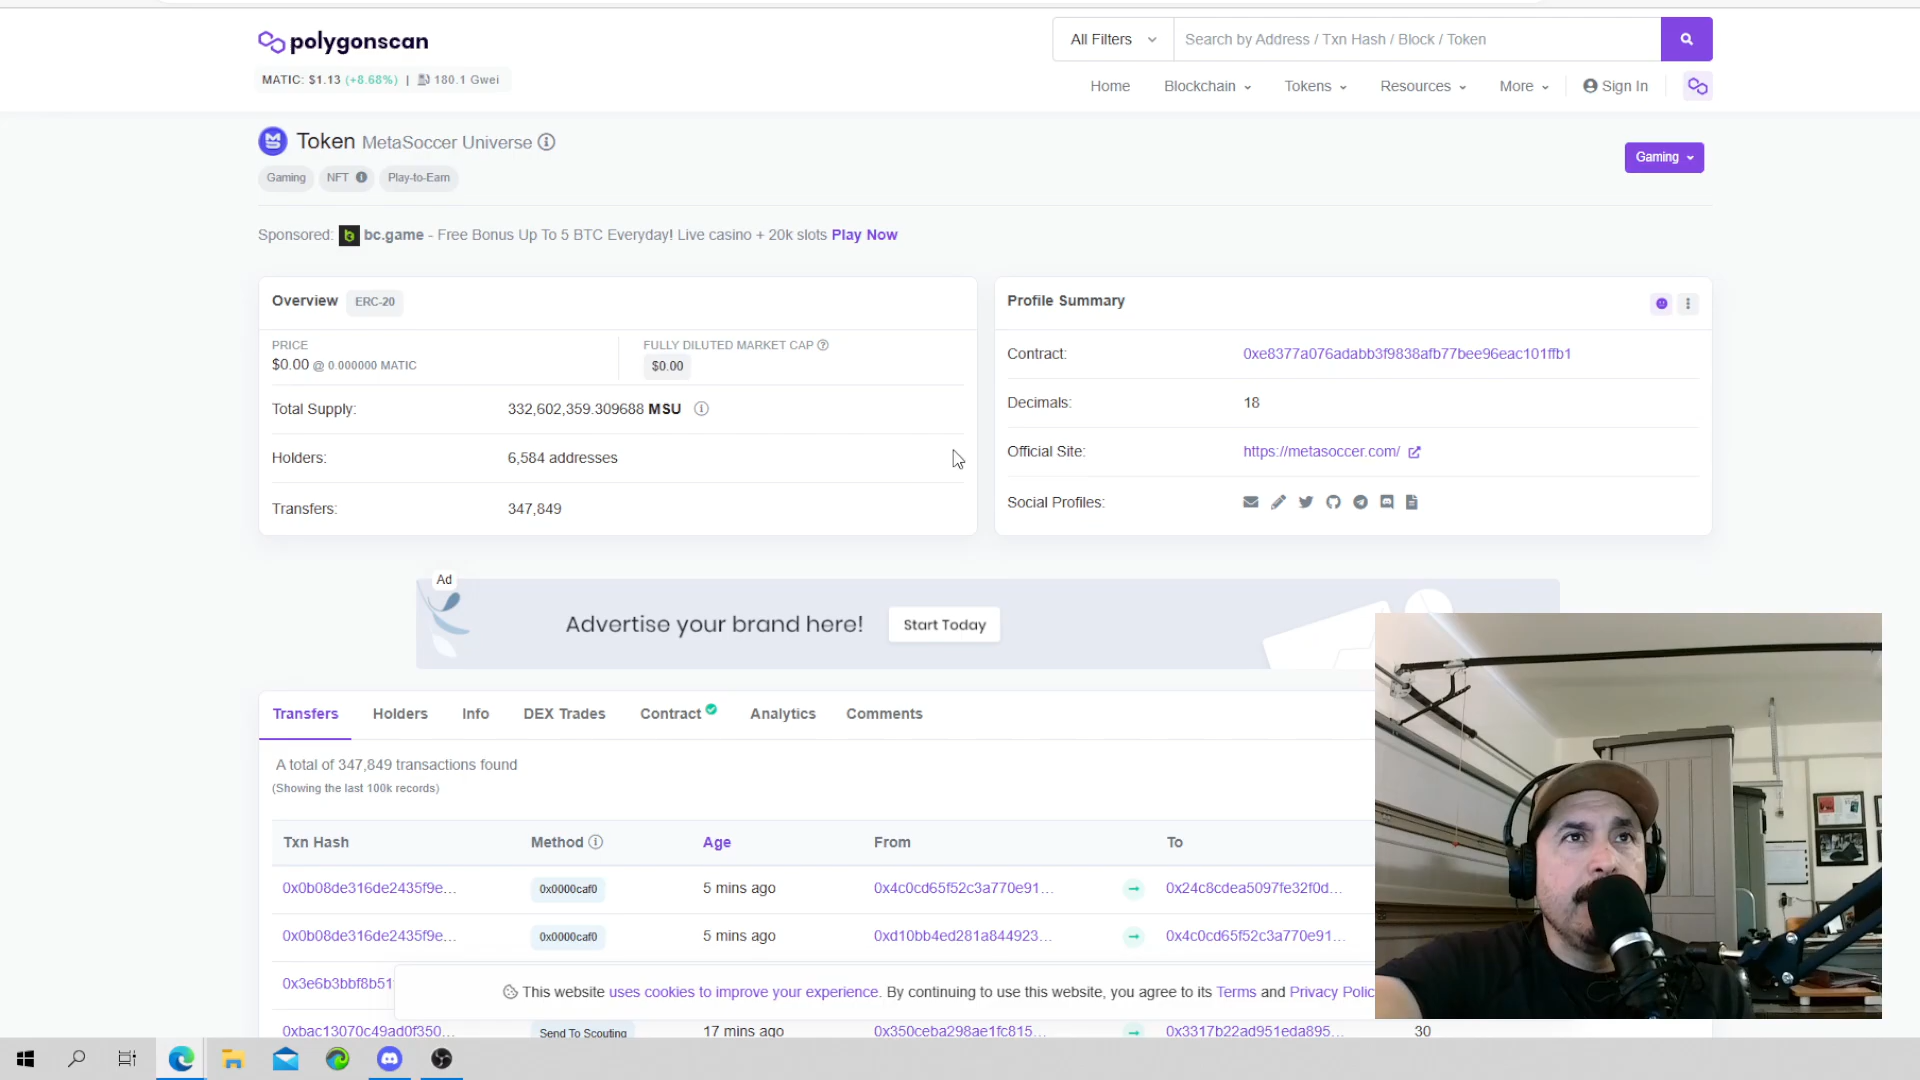 polygonscan
All Filters
Search by Address / Txn Hash / Block / Token
MATIC: $1.13 (+8.68%) | 180.1 Gwei
Home Blockchain Tokens Resources More Sign In
Token MetaSoccer Universe
Gaming NFT Play-to-Earn
Gaming
Sponsored: bc.game - Free Bonus Up To 5 BTC Everyday! Live casino + 20k slots Play Now
Overview ERC-20
PRICE
$0.00 @ 0.000000 MATIC
FULLY DILUTED MARKET CAP
$0.00
Total Supply: 332,602,359.309688 MSU
Holders: 6,584 addresses
Transfers: 347,849
Profile Summary
Contract: 0xe8377a076adabb3f9838afb77bee96eac101ffb1
Decimals: 18
Official Site: https://metasoccer.com/
Social Profiles:
Ad
Advertise your brand here! Start Today
Transfers Holders Info DEX Trades Contract Analytics Comments
A total of 347,849 transactions found
(Showing the last 100k records)
Txn Hash Method Age From To
0x0b08de316de2435f9e... 0x0000caf0 5 mins ago 0x4c0cd65f52c3a770e91... 0x24c8cdea5097fe32f0d...
0x0b08de316de2435f9e... 0x0000caf0 5 mins ago 0xd10bb4ed281a844923... 0x4c0cd65f52c3a770e91...
0x3e6b3bbf8b51
This website uses cookies to improve your experience. By continuing to use this website, you agree to its Terms and Privacy Polic
0xbac13070c49ad0f350... Send To Scouting 17 mins ago 0x350ceba298ae1fc815... 0x3317b22ad951eda895... 30